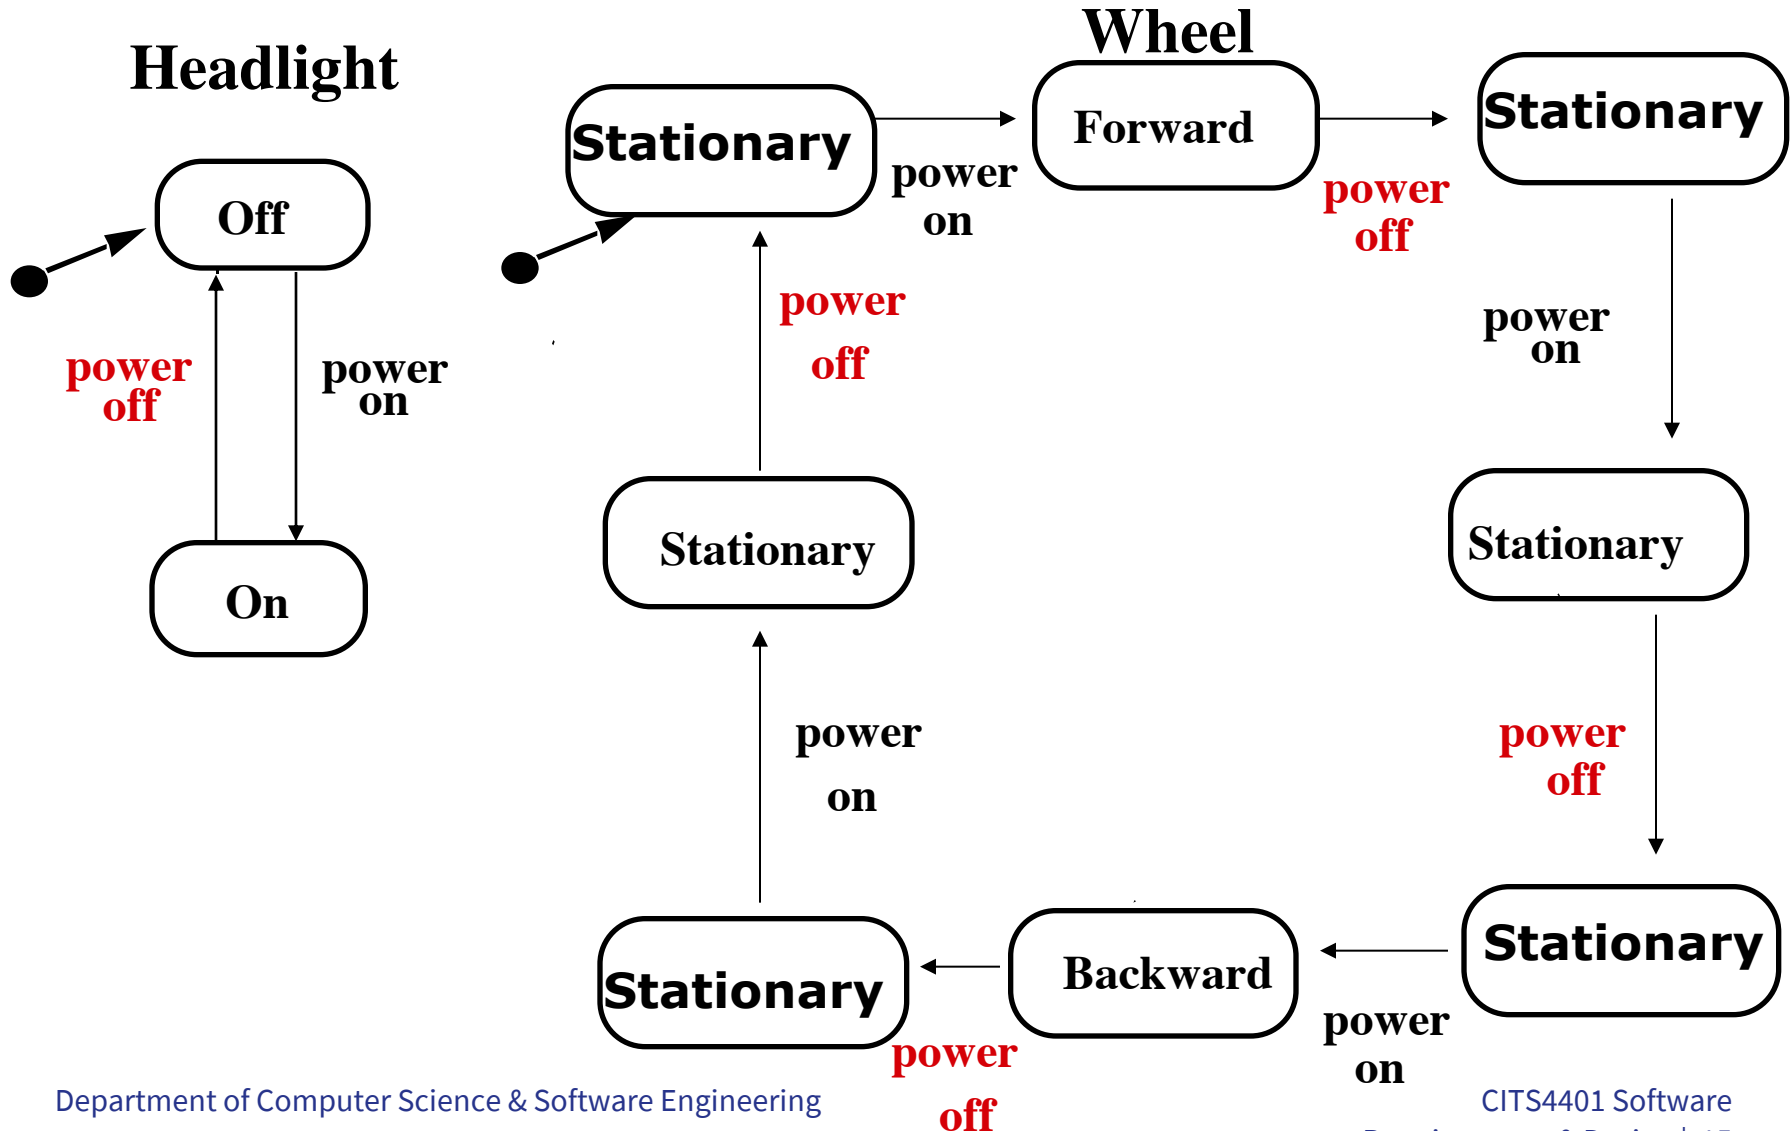 Headlight
Wheel
Off
power
off
power
on
On
Stationary
power
on
Forward
power
off
Stationary
power
on
Stationary
power
off
Stationary
power
on
Backward
power
off
Stationary
power
on
Stationary
power
off
Department of Computer Science & Software Engineering
CITS4401 Software